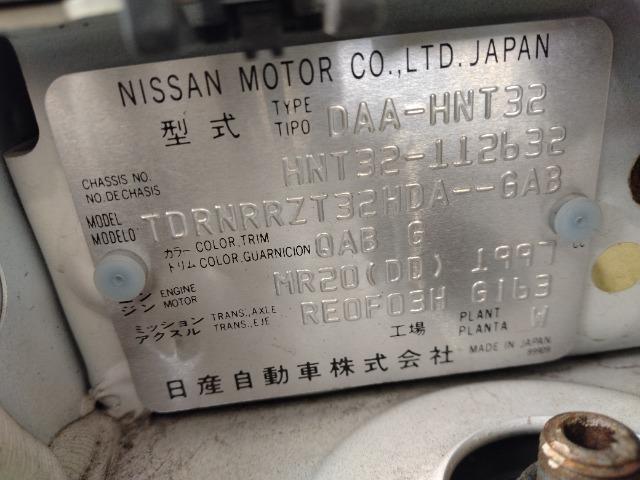 NISSAN MOTOR CO.,LTD. JAPAN
型式 TYPE TIPO DAA-HNT32
CHASSIS NO. NO. DE CHASIS HNT32-112632
MODEL MODELO TDRNRRZT32HDA--GAB
カラー COLOR, TRIM
トリム COLOR, GUARNICION QAB G
ジン ENGINE MOTOR MR20(DD) 1997
ミッション TRANS., AXLE
アクスル TRANS., EJE RE0F03H G163
工場 PLANT PLANTA W
日産自動車株式会社 MADE IN JAPAN